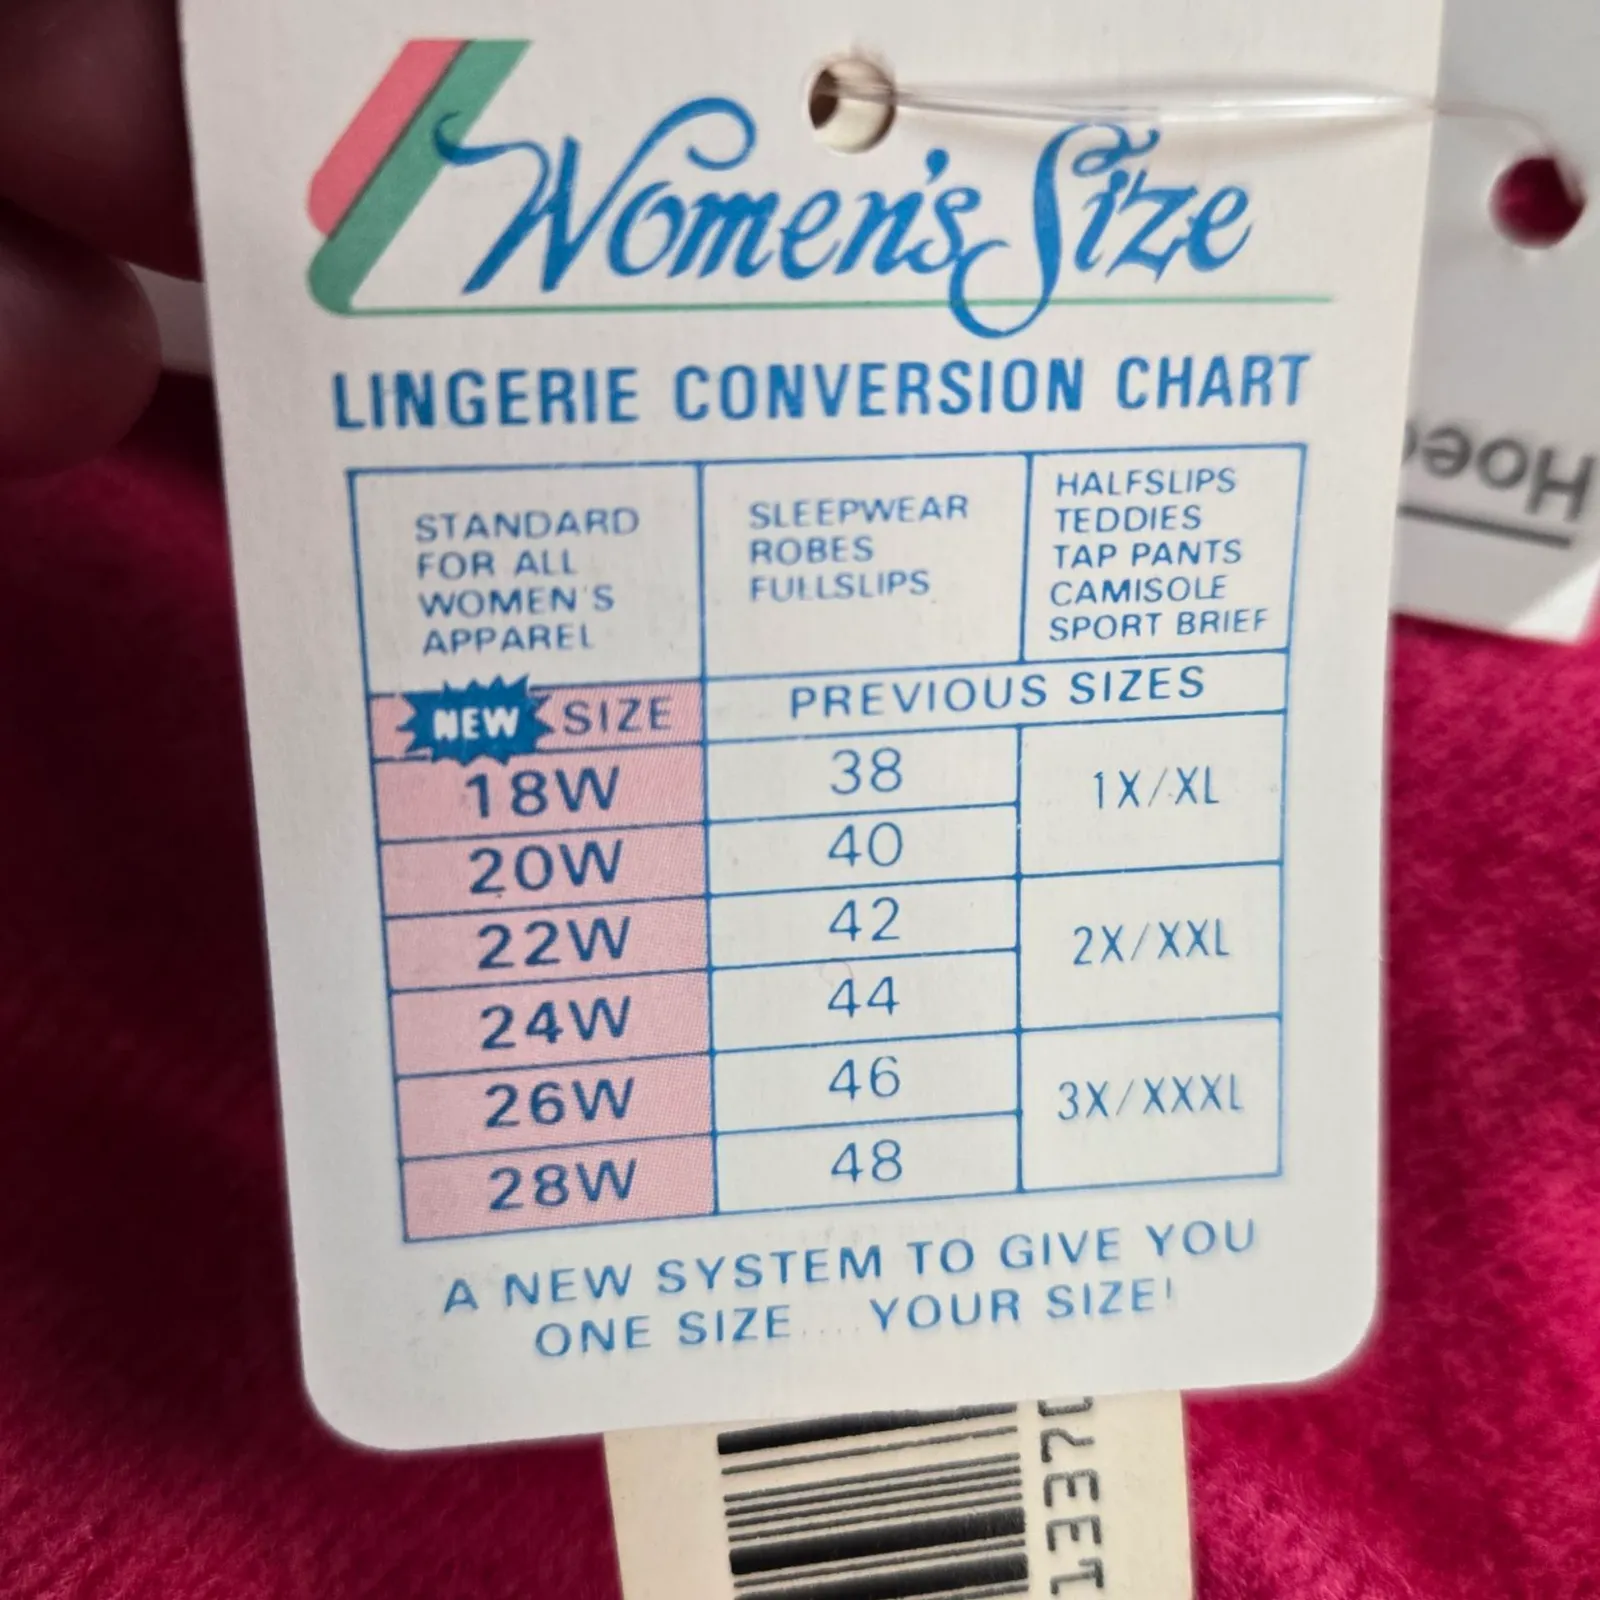 Women's Size
LINGERIE CONVERSION CHART
STANDARD
FOR ALL
WOMEN'S
APPAREL
SLEEPWEAR
ROBES
FULLSLIPS
HALFSLIPS
TEDDIES
TAP PANTS
CAMISOLE
SPORT BRIEF
NEW SIZE
PREVIOUS SIZES
18W 38 1X/XL
20W 40
22W 42 2X/XXL
24W 44
26W 46 3X/XXXL
28W 48
A NEW SYSTEM TO GIVE YOU
ONE SIZE....YOUR SIZE!